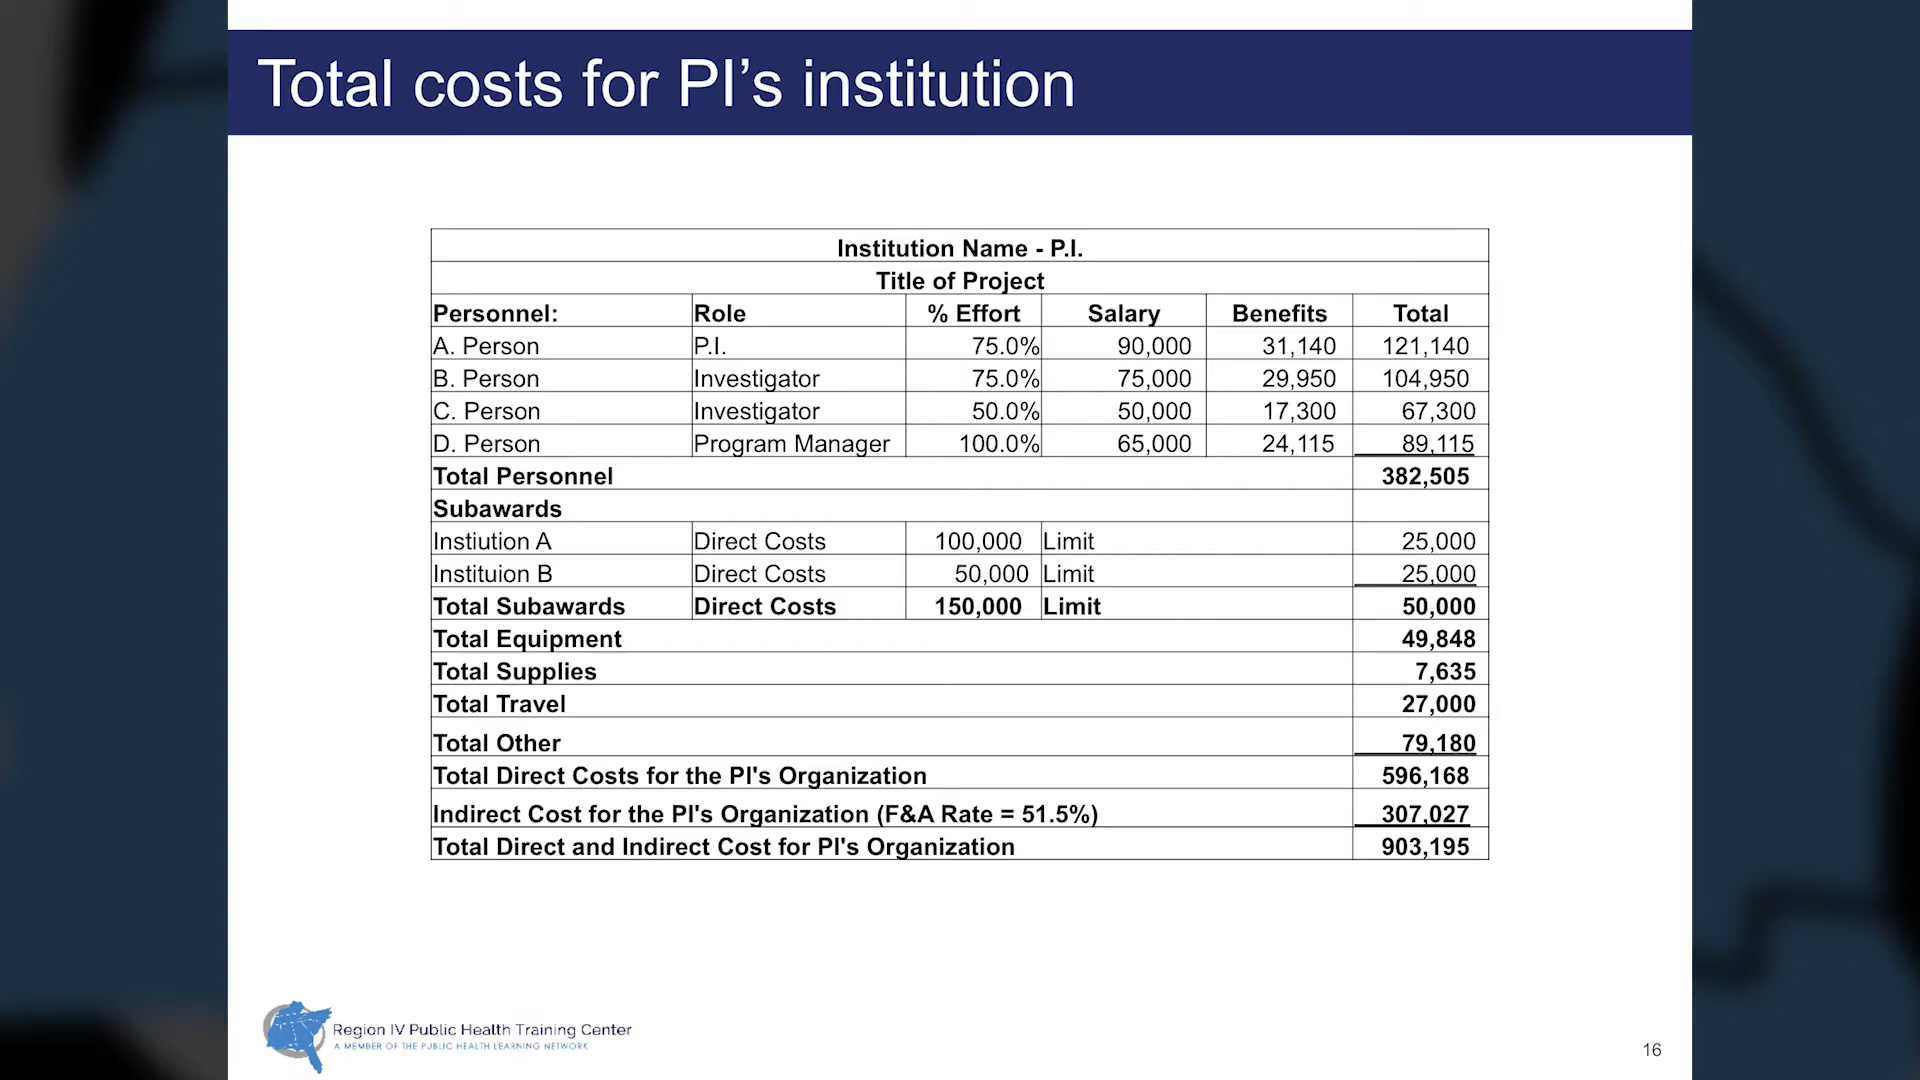 Total costs for PI’s institution
Institution Name - P.I.
Title of Project
Personnel: Role % Effort Salary Benefits Total
A. Person P.I. 75.0% 90,000 31,140 121,140
B. Person Investigator 75.0% 75,000 29,950 104,950
C. Person Investigator 50.0% 50,000 17,300 67,300
D. Person Program Manager 100.0% 65,000 24,115 89,115
Total Personnel 382,505
Subawards
Instiution A Direct Costs 100,000 Limit 25,000
Instituion B Direct Costs 50,000 Limit 25,000
Total Subawards Direct Costs 150,000 Limit 50,000
Total Equipment 49,848
Total Supplies 7,635
Total Travel 27,000
Total Other 79,180
Total Direct Costs for the PI's Organization 596,168
Indirect Cost for the PI's Organization (F&A Rate = 51.5%) 307,027
Total Direct and Indirect Cost for PI's Organization 903,195
Region IV Public Health Training Center
A MEMBER OF THE PUBLIC HEALTH LEARNING NETWORK
16